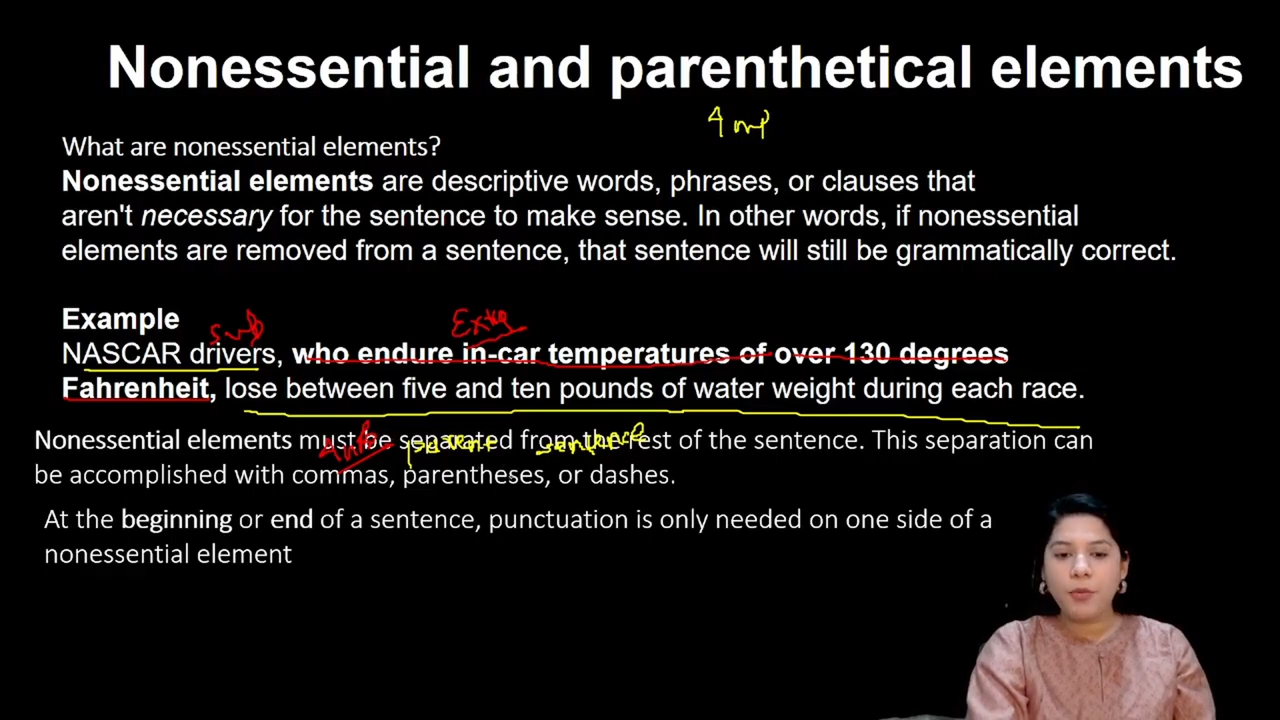 Nonessential and parenthetical elements
What are nonessential elements?
Nonessential elements are descriptive words, phrases, or clauses that
aren't necessary for the sentence to make sense. In other words, if nonessential
elements are removed from a sentence, that sentence will still be grammatically correct.
Example
sub
Extra
NASCAR drivers, who endure in-car temperatures of over 130 degrees
Fahrenheit, lose between five and ten pounds of water weight during each race.
Nonessential elements must be separated from the rest of the sentence. This separation can
sentence
be accomplished with commas, parentheses, or dashes.
At the beginning or end of a sentence, punctuation is only needed on one side of a
nonessential element